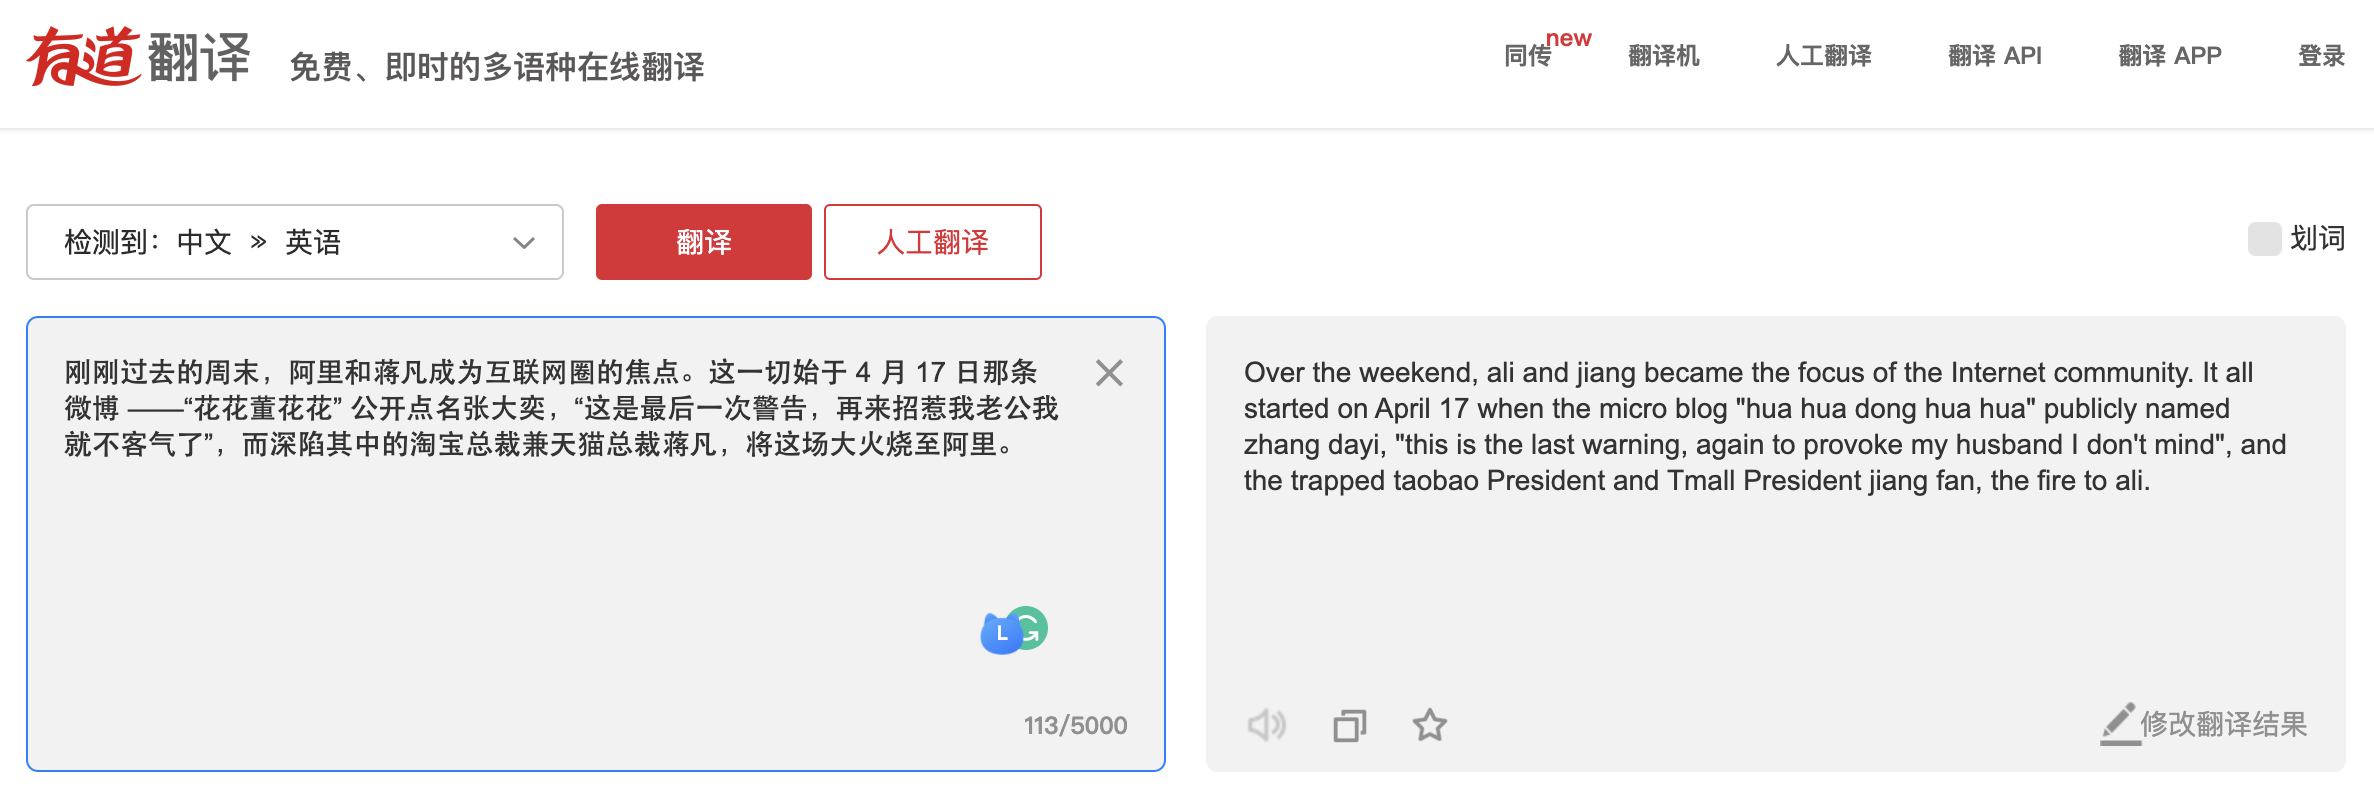 有道翻译 免费、即时的多语种在线翻译 同传 new 翻译机 人工翻译 翻译 API 翻译 APP 登录
检测到：中文 » 英语 翻译 人工翻译 划词
刚刚过去的周末，阿里和蒋凡成为互联网圈的焦点。这一切始于 4 月 17 日那条
微博 ——“花花董花花” 公开点名张大奕，“这是最后一次警告，再来招惹我老公我
就不客气了”，而深陷其中的淘宝总裁兼天猫总裁蒋凡，将这场大火烧至阿里。
L
113/5000
Over the weekend, ali and jiang became the focus of the Internet community. It all
started on April 17 when the micro blog "hua hua dong hua hua" publicly named
zhang dayi, "this is the last warning, again to provoke my husband I don't mind", and
the trapped taobao President and Tmall President jiang fan, the fire to ali.
修改翻译结果